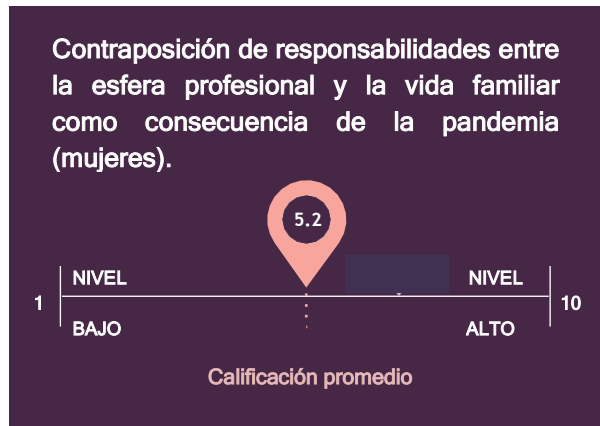 Contraposición de responsabilidades entre
la esfera profesional y la vida familiar
como consecuencia de la pandemia
(mujeres).
5.2
NIVEL NIVEL
1 10
BAJO ALTO
Calificación promedio